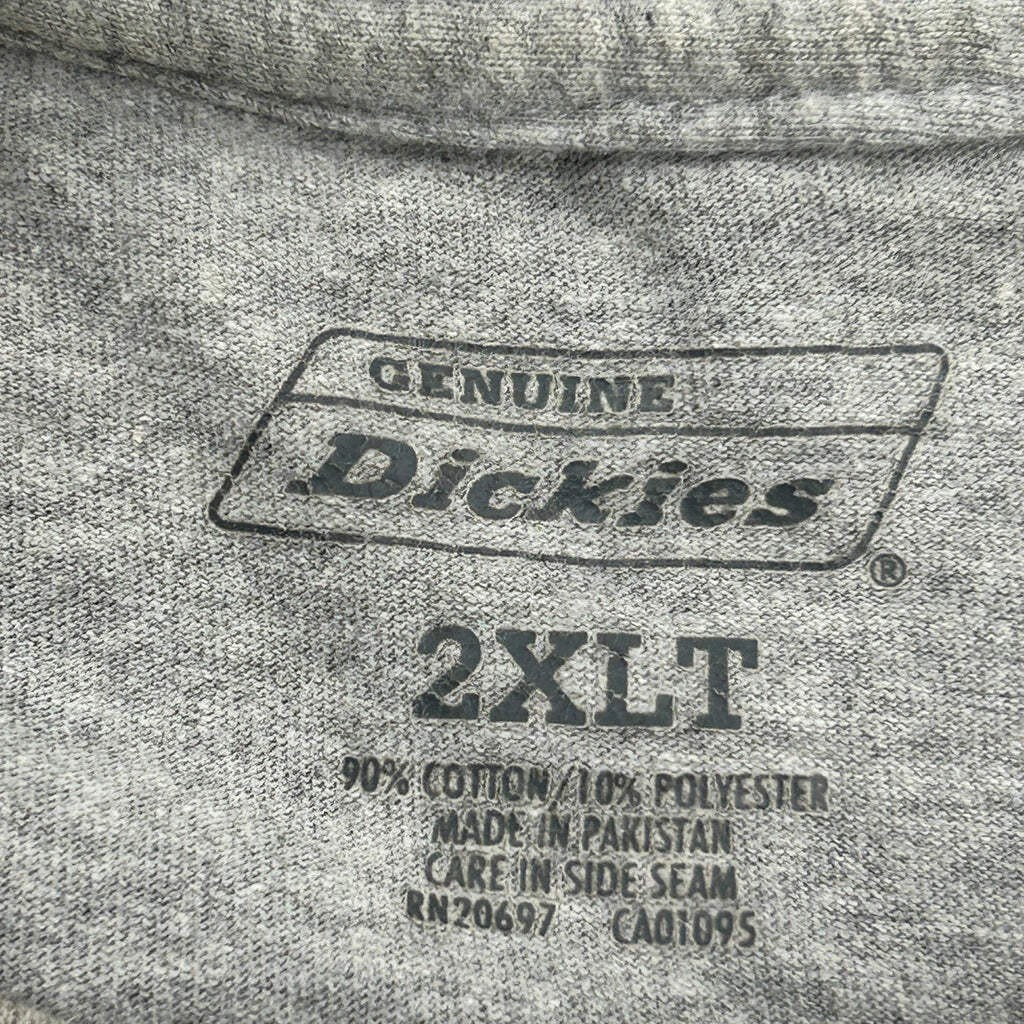 GENUINE
Dickies®
2XLT
90% COTTON/10% POLYESTER
MADE IN PAKISTAN
CARE IN SIDE SEAM
RN20697 CA01095